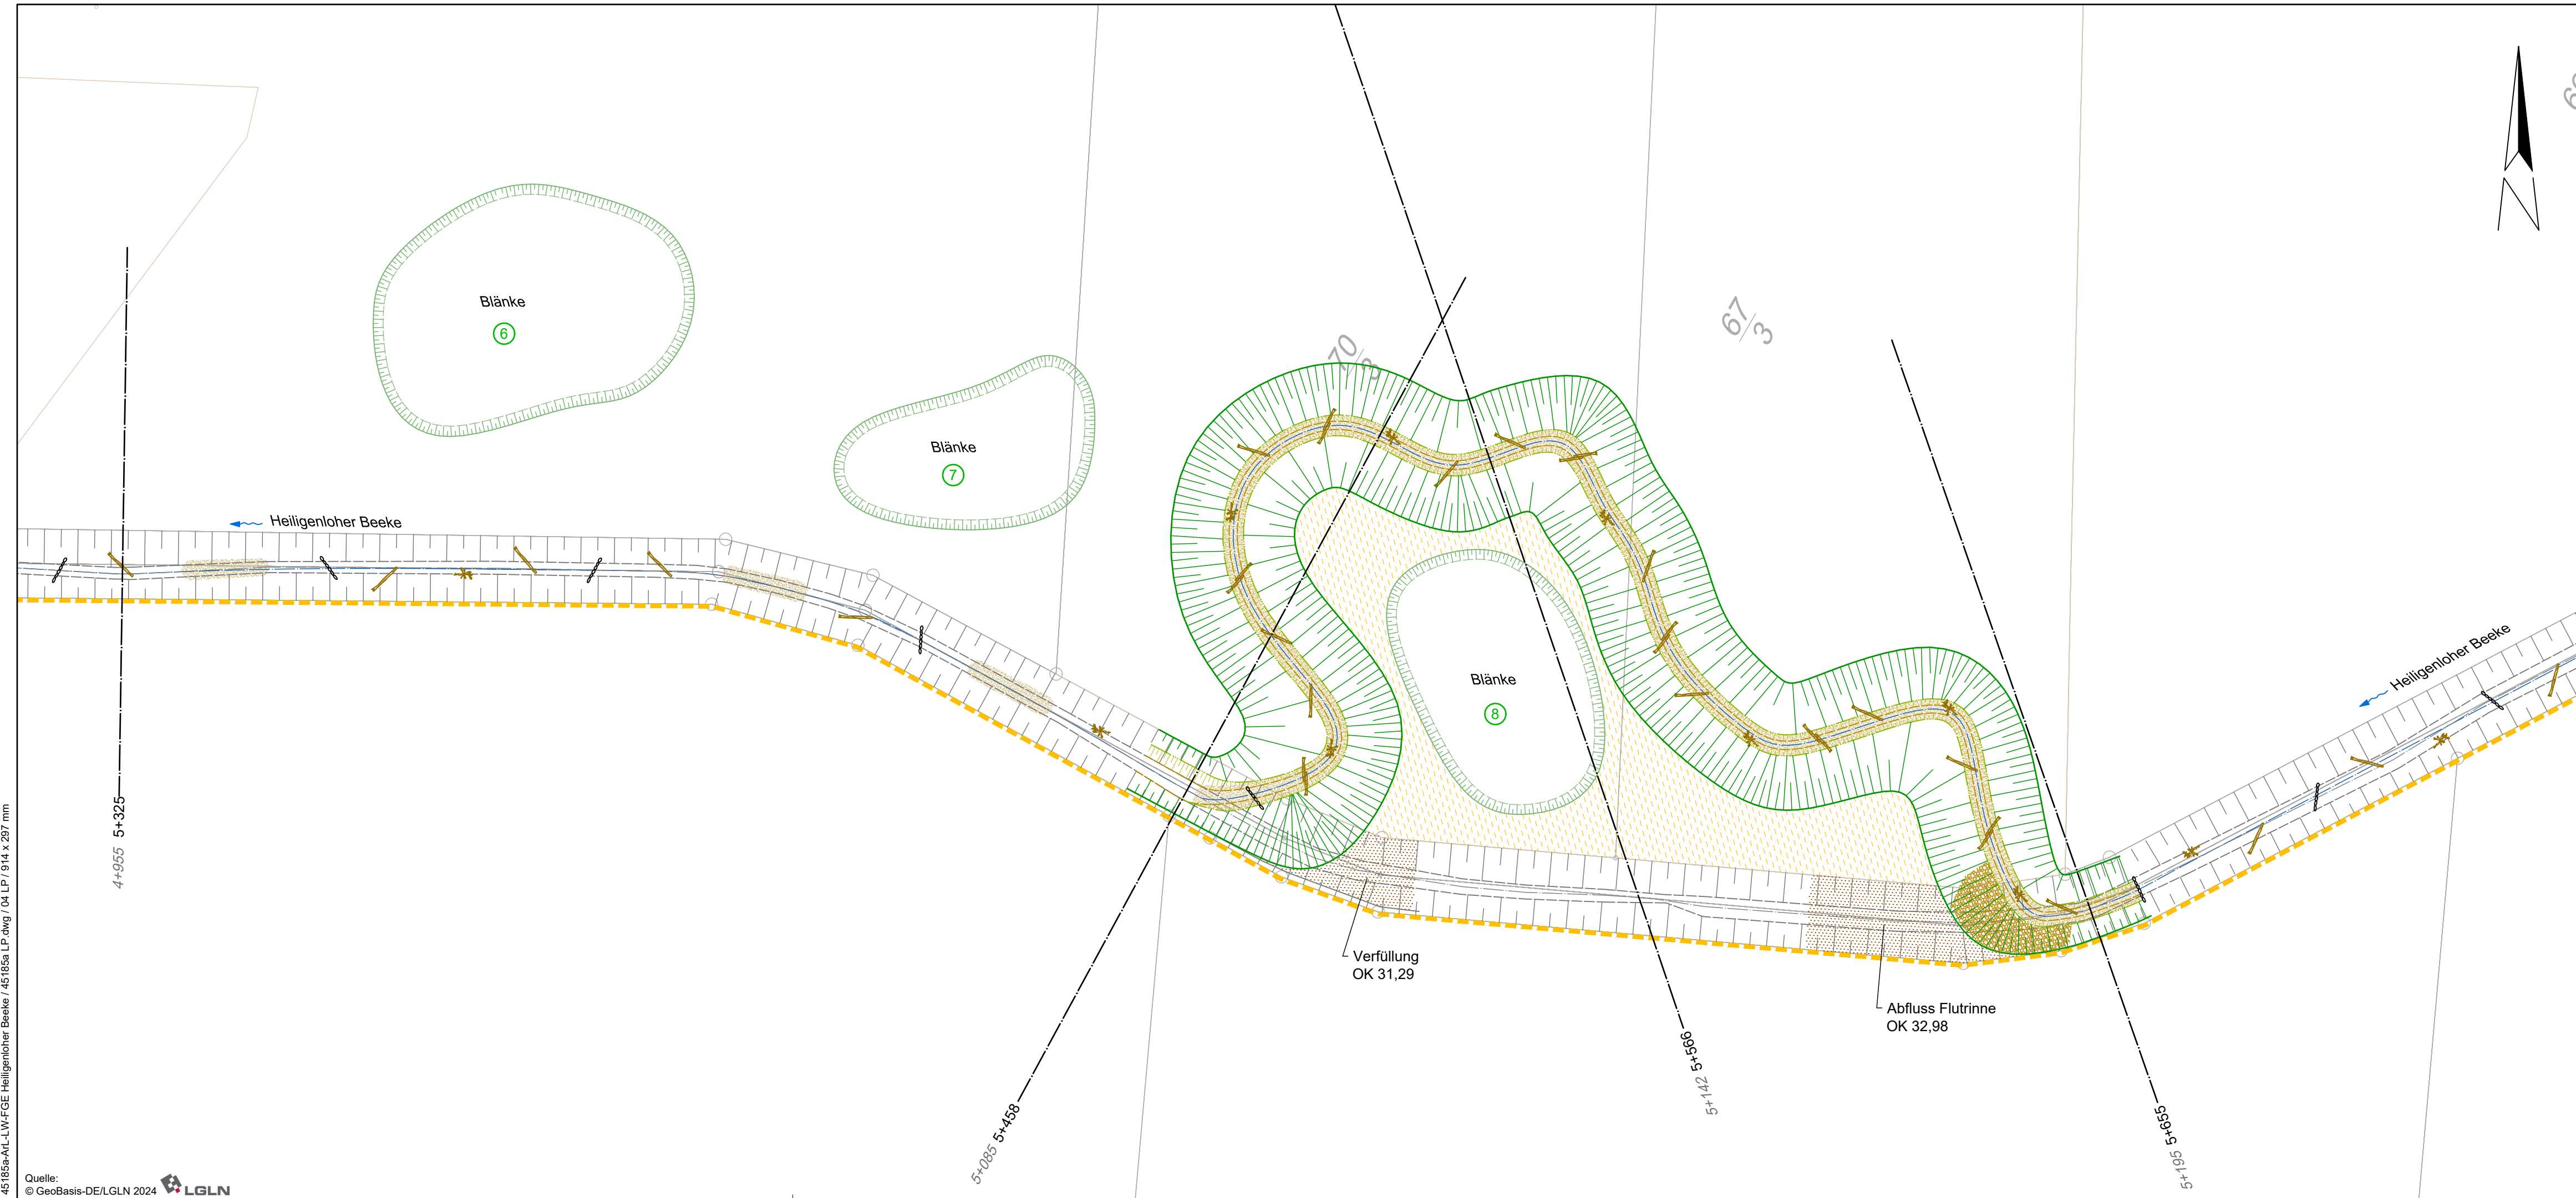 70
3
67
3
Blänke
6
Blänke
7
Heiligenloher Beeke
Blänke
8
Heiligenloher Beeke
4+955 5+325
Verfüllung
OK 31,29
Abfluss Flutrinne
OK 32,98
5+085 5+458
5+142 5+566
5+195 5+655
45185a-ArL-LW-FGE Heiligenloher Beeke / 45185a LP.dwg / 04 LP / 914 x 297 mm
Quelle:
© GeoBasis-DE/LGLN 2024 LGLN